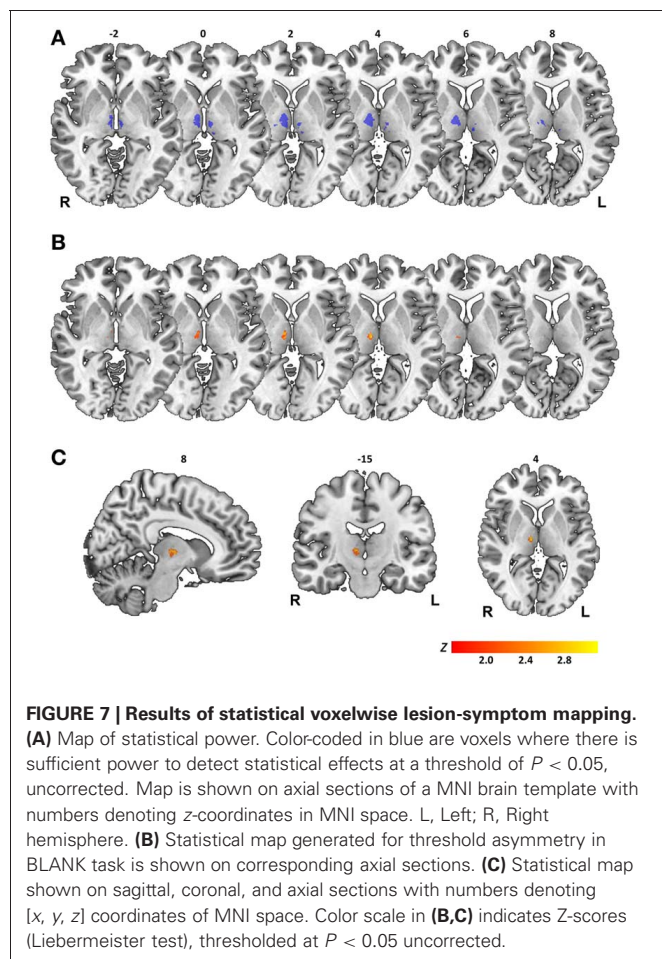 A
-2 0 2 4 6 8
R L
B
C
8 -15 4
R L R L
Z
2.0 2.4 2.8
FIGURE 7 | Results of statistical voxelwise lesion-symptom mapping.
(A) Map of statistical power. Color-coded in blue are voxels where there is
sufficient power to detect statistical effects at a threshold of P < 0.05,
uncorrected. Map is shown on axial sections of a MNI brain template with
numbers denoting z-coordinates in MNI space. L, Left; R, Right
hemisphere. (B) Statistical map generated for threshold asymmetry in
BLANK task is shown on corresponding axial sections. (C) Statistical map
shown on sagittal, coronal, and axial sections with numbers denoting
[x, y, z] coordinates of MNI space. Color scale in (B,C) indicates Z-scores
(Liebermeister test), thresholded at P < 0.05 uncorrected.